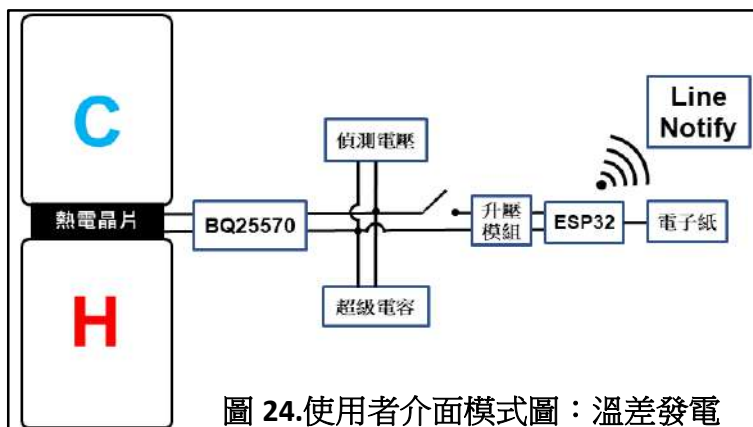 C
熱電晶片
H
BQ25570
偵測電壓
超級電容
升壓
模組
ESP32
電子紙
Line
Notify
圖 24.使用者介面模式圖：溫差發電